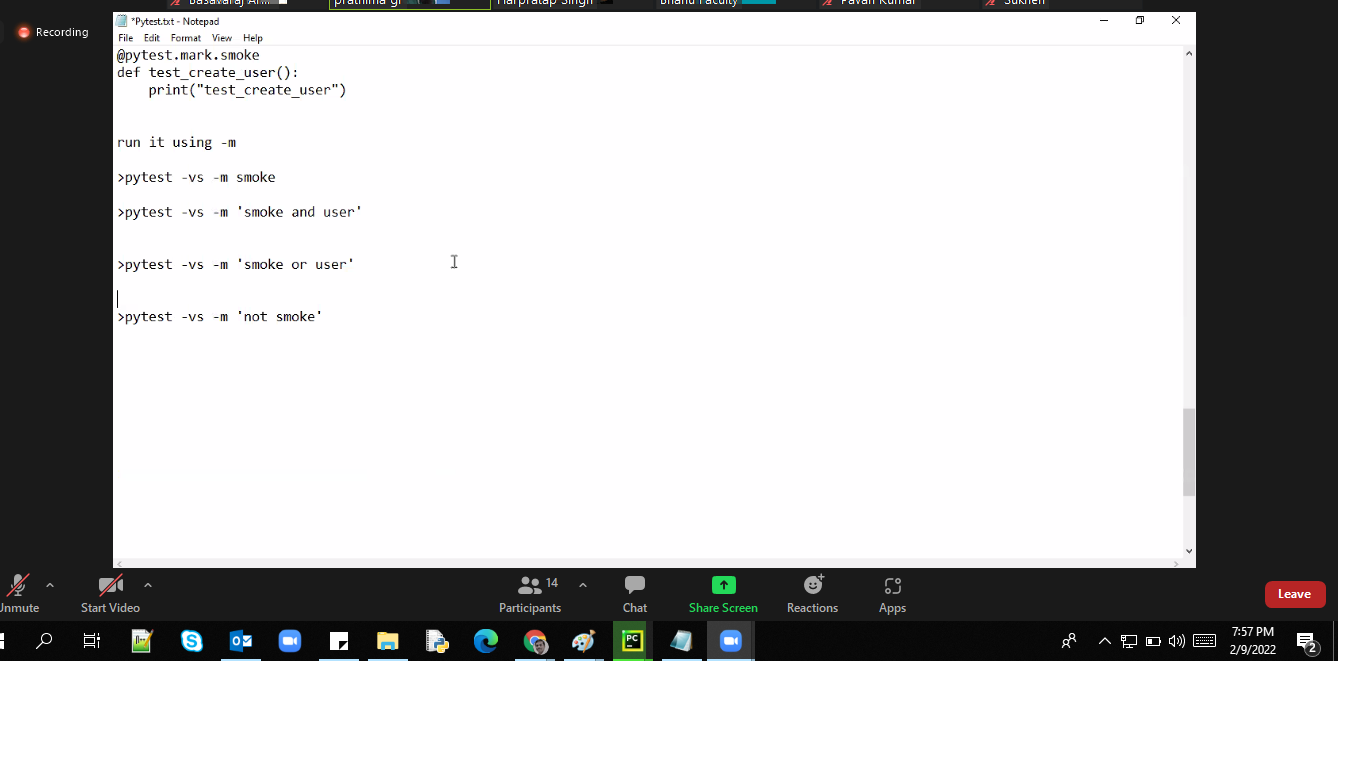 Basavaraj
prathima gr
Harpratap Singh
Bhanu Faculty
Pavan Kumar
Sukhen
Recording
*Pytest.txt - Notepad
File Edit Format View Help
@pytest.mark.smoke
def test_create_user():
print("test_create_user")
run it using -m
>pytest -vs -m smoke
>pytest -vs -m 'smoke and user'
>pytest -vs -m 'smoke or user'
>pytest -vs -m 'not smoke'
14
Unmute
Start Video
Participants
Chat
Share Screen
Reactions
Apps
Leave
PC
7:57 PM
2/9/2022
2